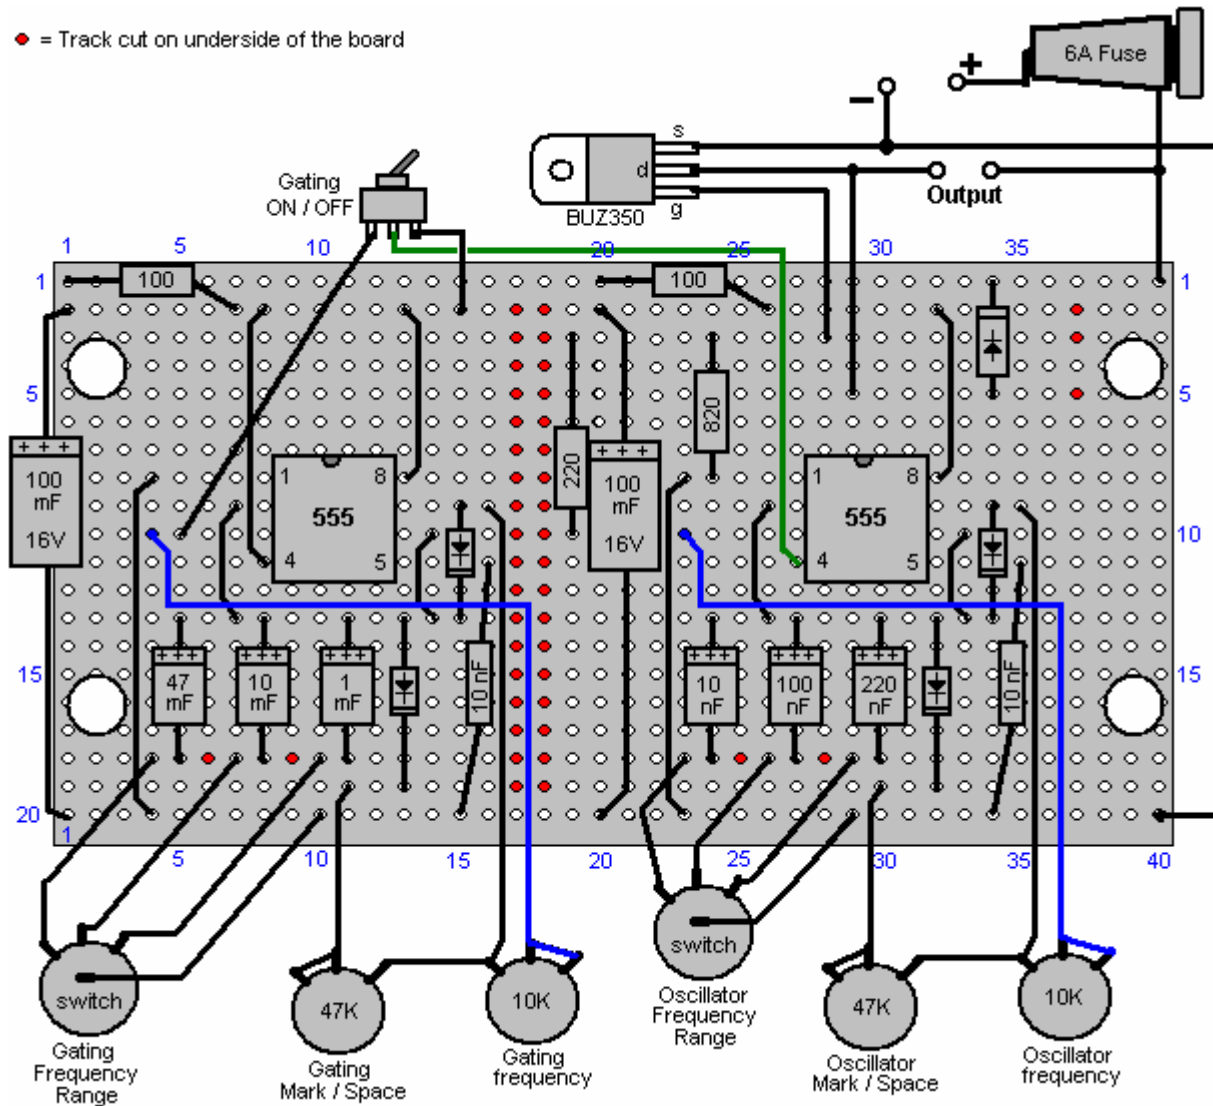 = Track cut on underside of the board
6A Fuse
+
−
s
d
g
BUZ350
Output
Gating
ON / OFF
1 5 10 20 25 30 35
1 100 100 1
5 5
+ + +
100
mF
16V
1 8
555
4 5
220
+ + +
100
mF
16V
820
1 8
555
4 5
10 10
15 15
+++
47
mF
+++
10
mF
+++
1
mF
10 nF
10
nF
100
nF
220
nF
10 nF
20
1
5 10 15 20 25 30 35 40
switch
Gating
Frequency
Range
47K
Gating
Mark / Space
10K
Gating
frequency
switch
Oscillator
Frequency
Range
47K
Oscillator
Mark / Space
10K
Oscillator
frequency